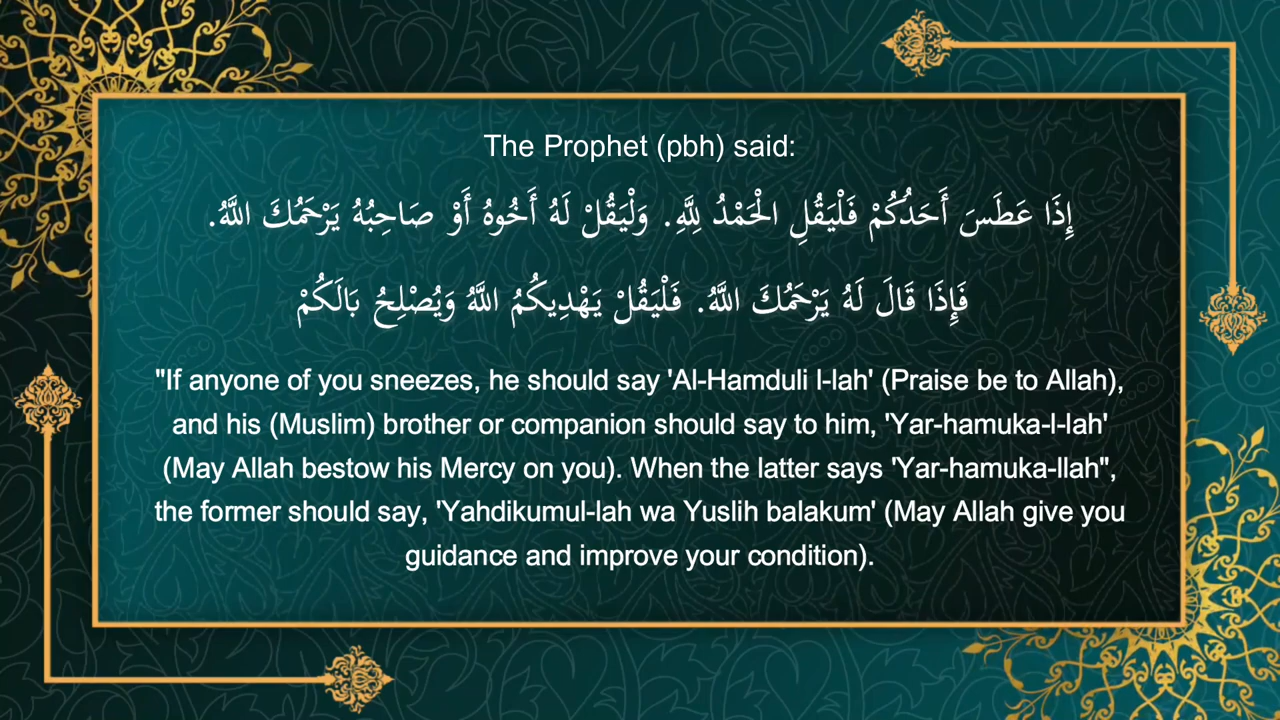 The Prophet (pbh) said:
إِذَا عَطَسَ أَحَدُكُمْ فَلْيَقُلِ الْحَمْدُ لِلَّهِ. وَلْيَقُلْ لَهُ أَخُوهُ أَوْ صَاحِبُهُ يَرْحَمُكَ اللَّهُ.
فَإِذَا قَالَ لَهُ يَرْحَمُكَ اللَّهُ. فَلْيَقُلْ يَهْدِيكُمُ اللَّهُ وَيُصْلِحُ بَالَكُمْ
"If anyone of you sneezes, he should say 'Al-Hamduli l-lah' (Praise be to Allah),
and his (Muslim) brother or companion should say to him, 'Yar-hamuka-l-lah'
(May Allah bestow his Mercy on you). When the latter says 'Yar-hamuka-llah",
the former should say, 'Yahdikumul-lah wa Yuslih balakum' (May Allah give you
guidance and improve your condition).